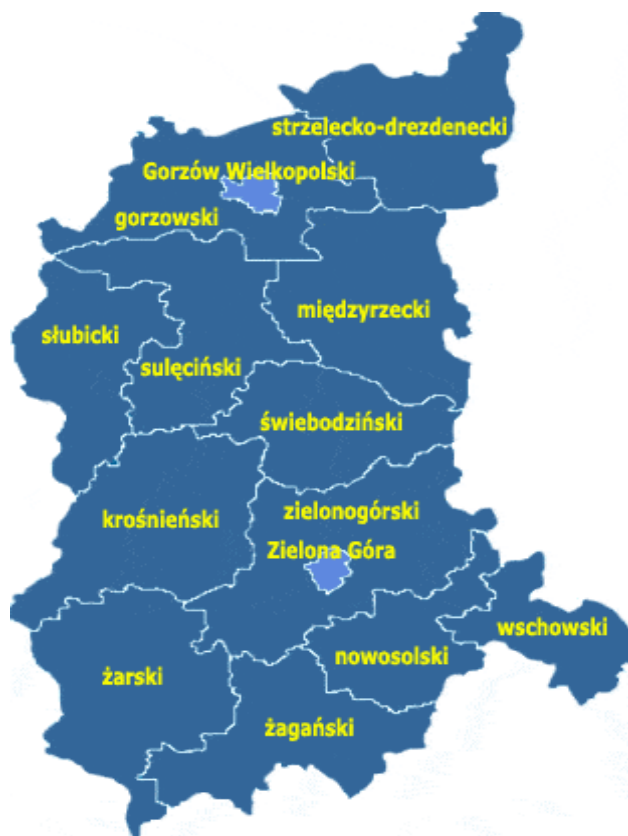 strzelecko-drezdenecki
Gorzów Wielkopolski
gorzowski
międzyrzecki
słubicki
sulęciński
świebodziński
zielonogórski
krośnieński
Zielona Góra
wschowski
nowosolski
żarski
żagański